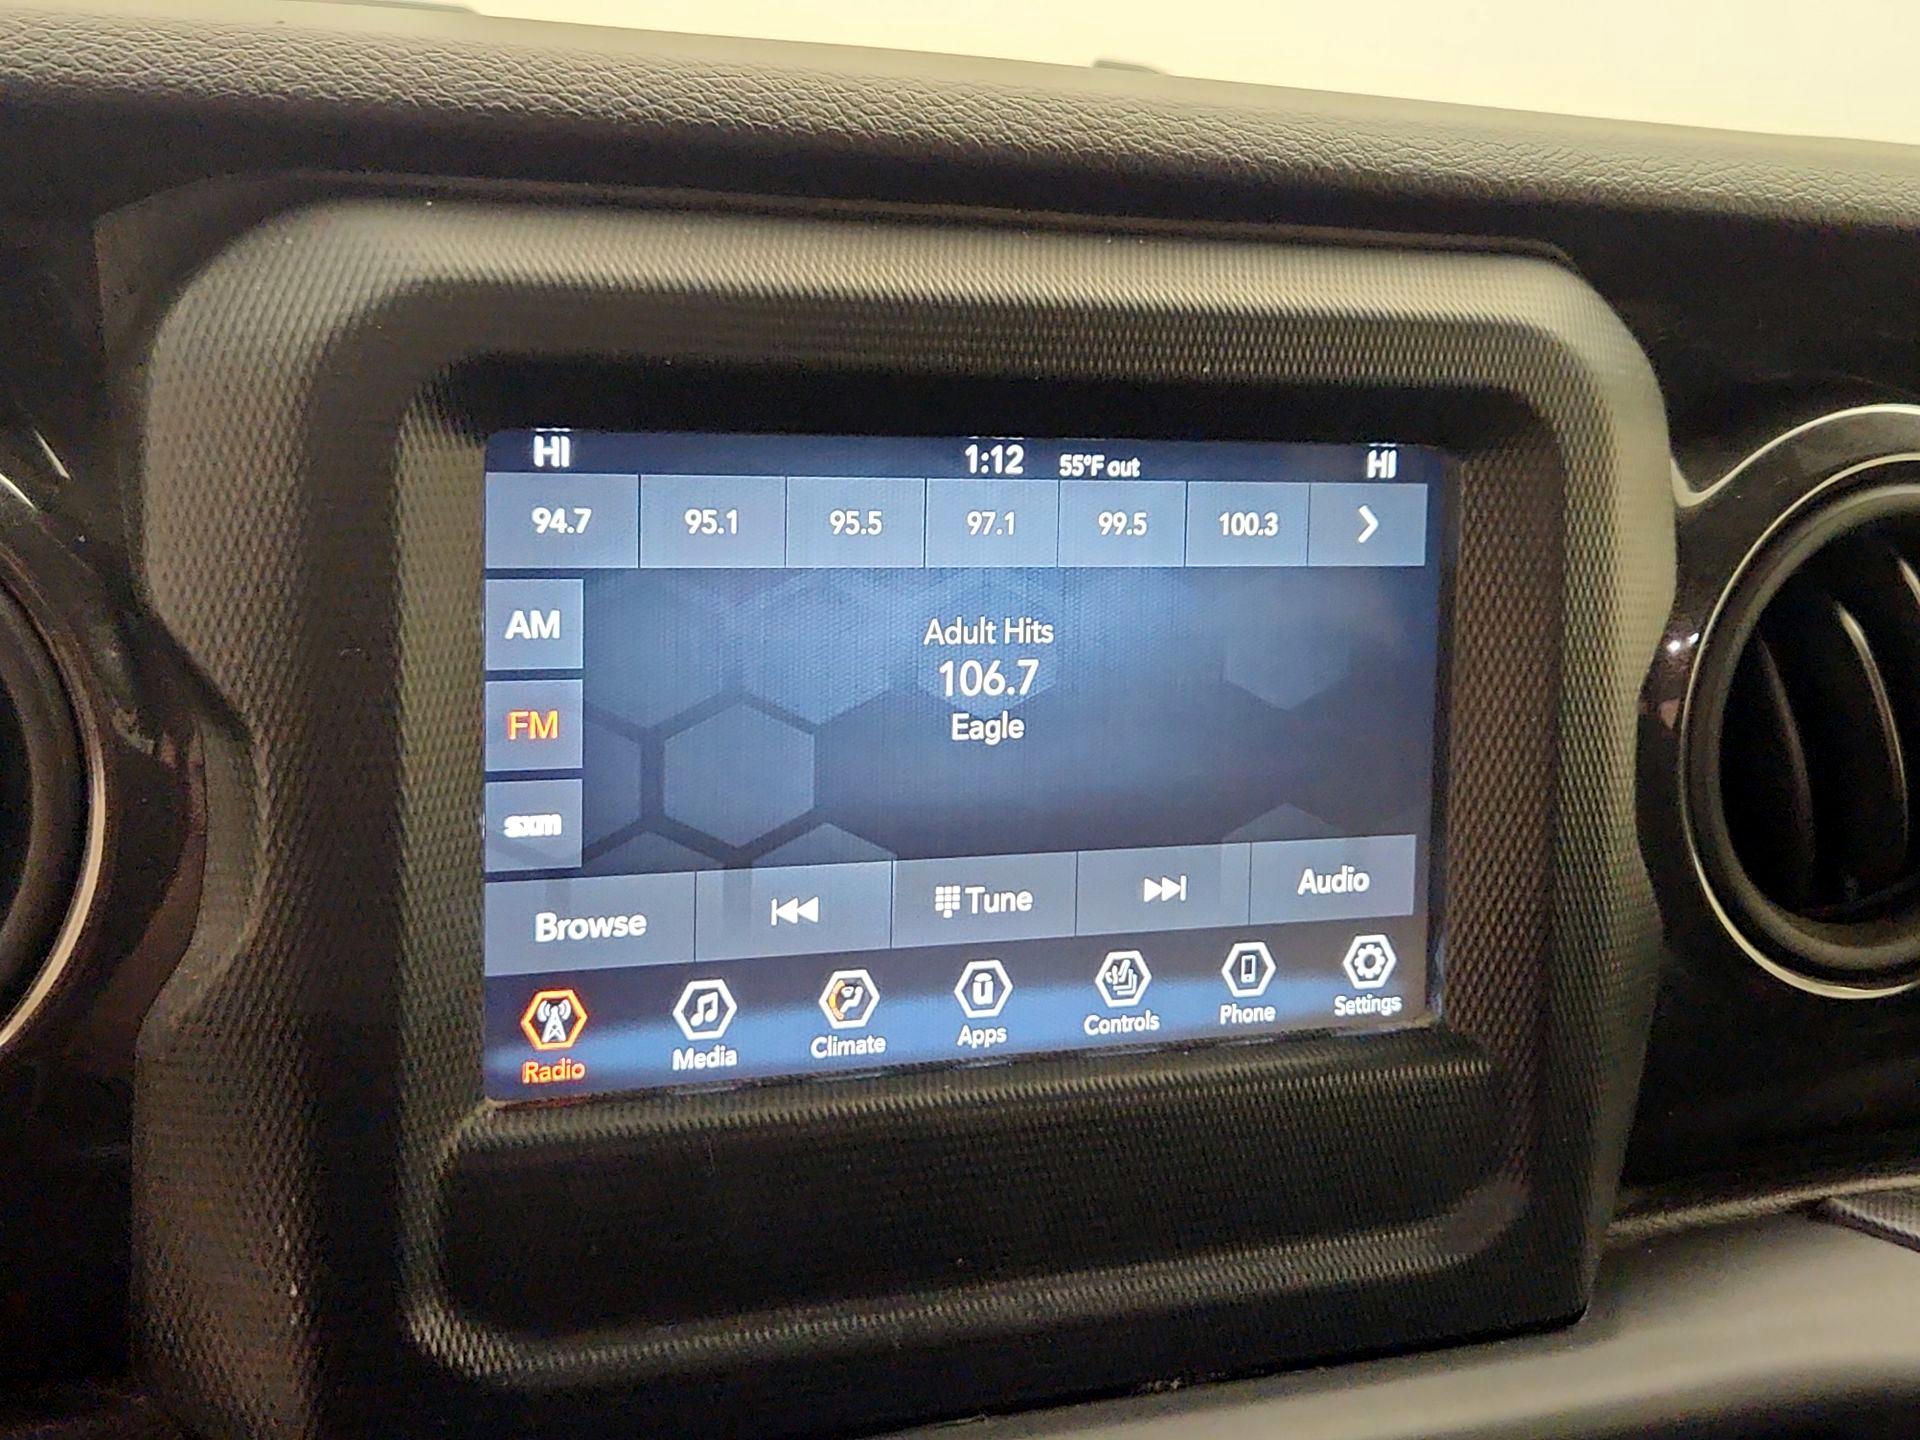 HI 1:12 55°F out HI
94.7 95.1 95.5 97.1 99.5 100.3
AM
Adult Hits
106.7
FM
Eagle
sxm
Browse Tune Audio
Radio Media Climate Apps Controls Phone Settings